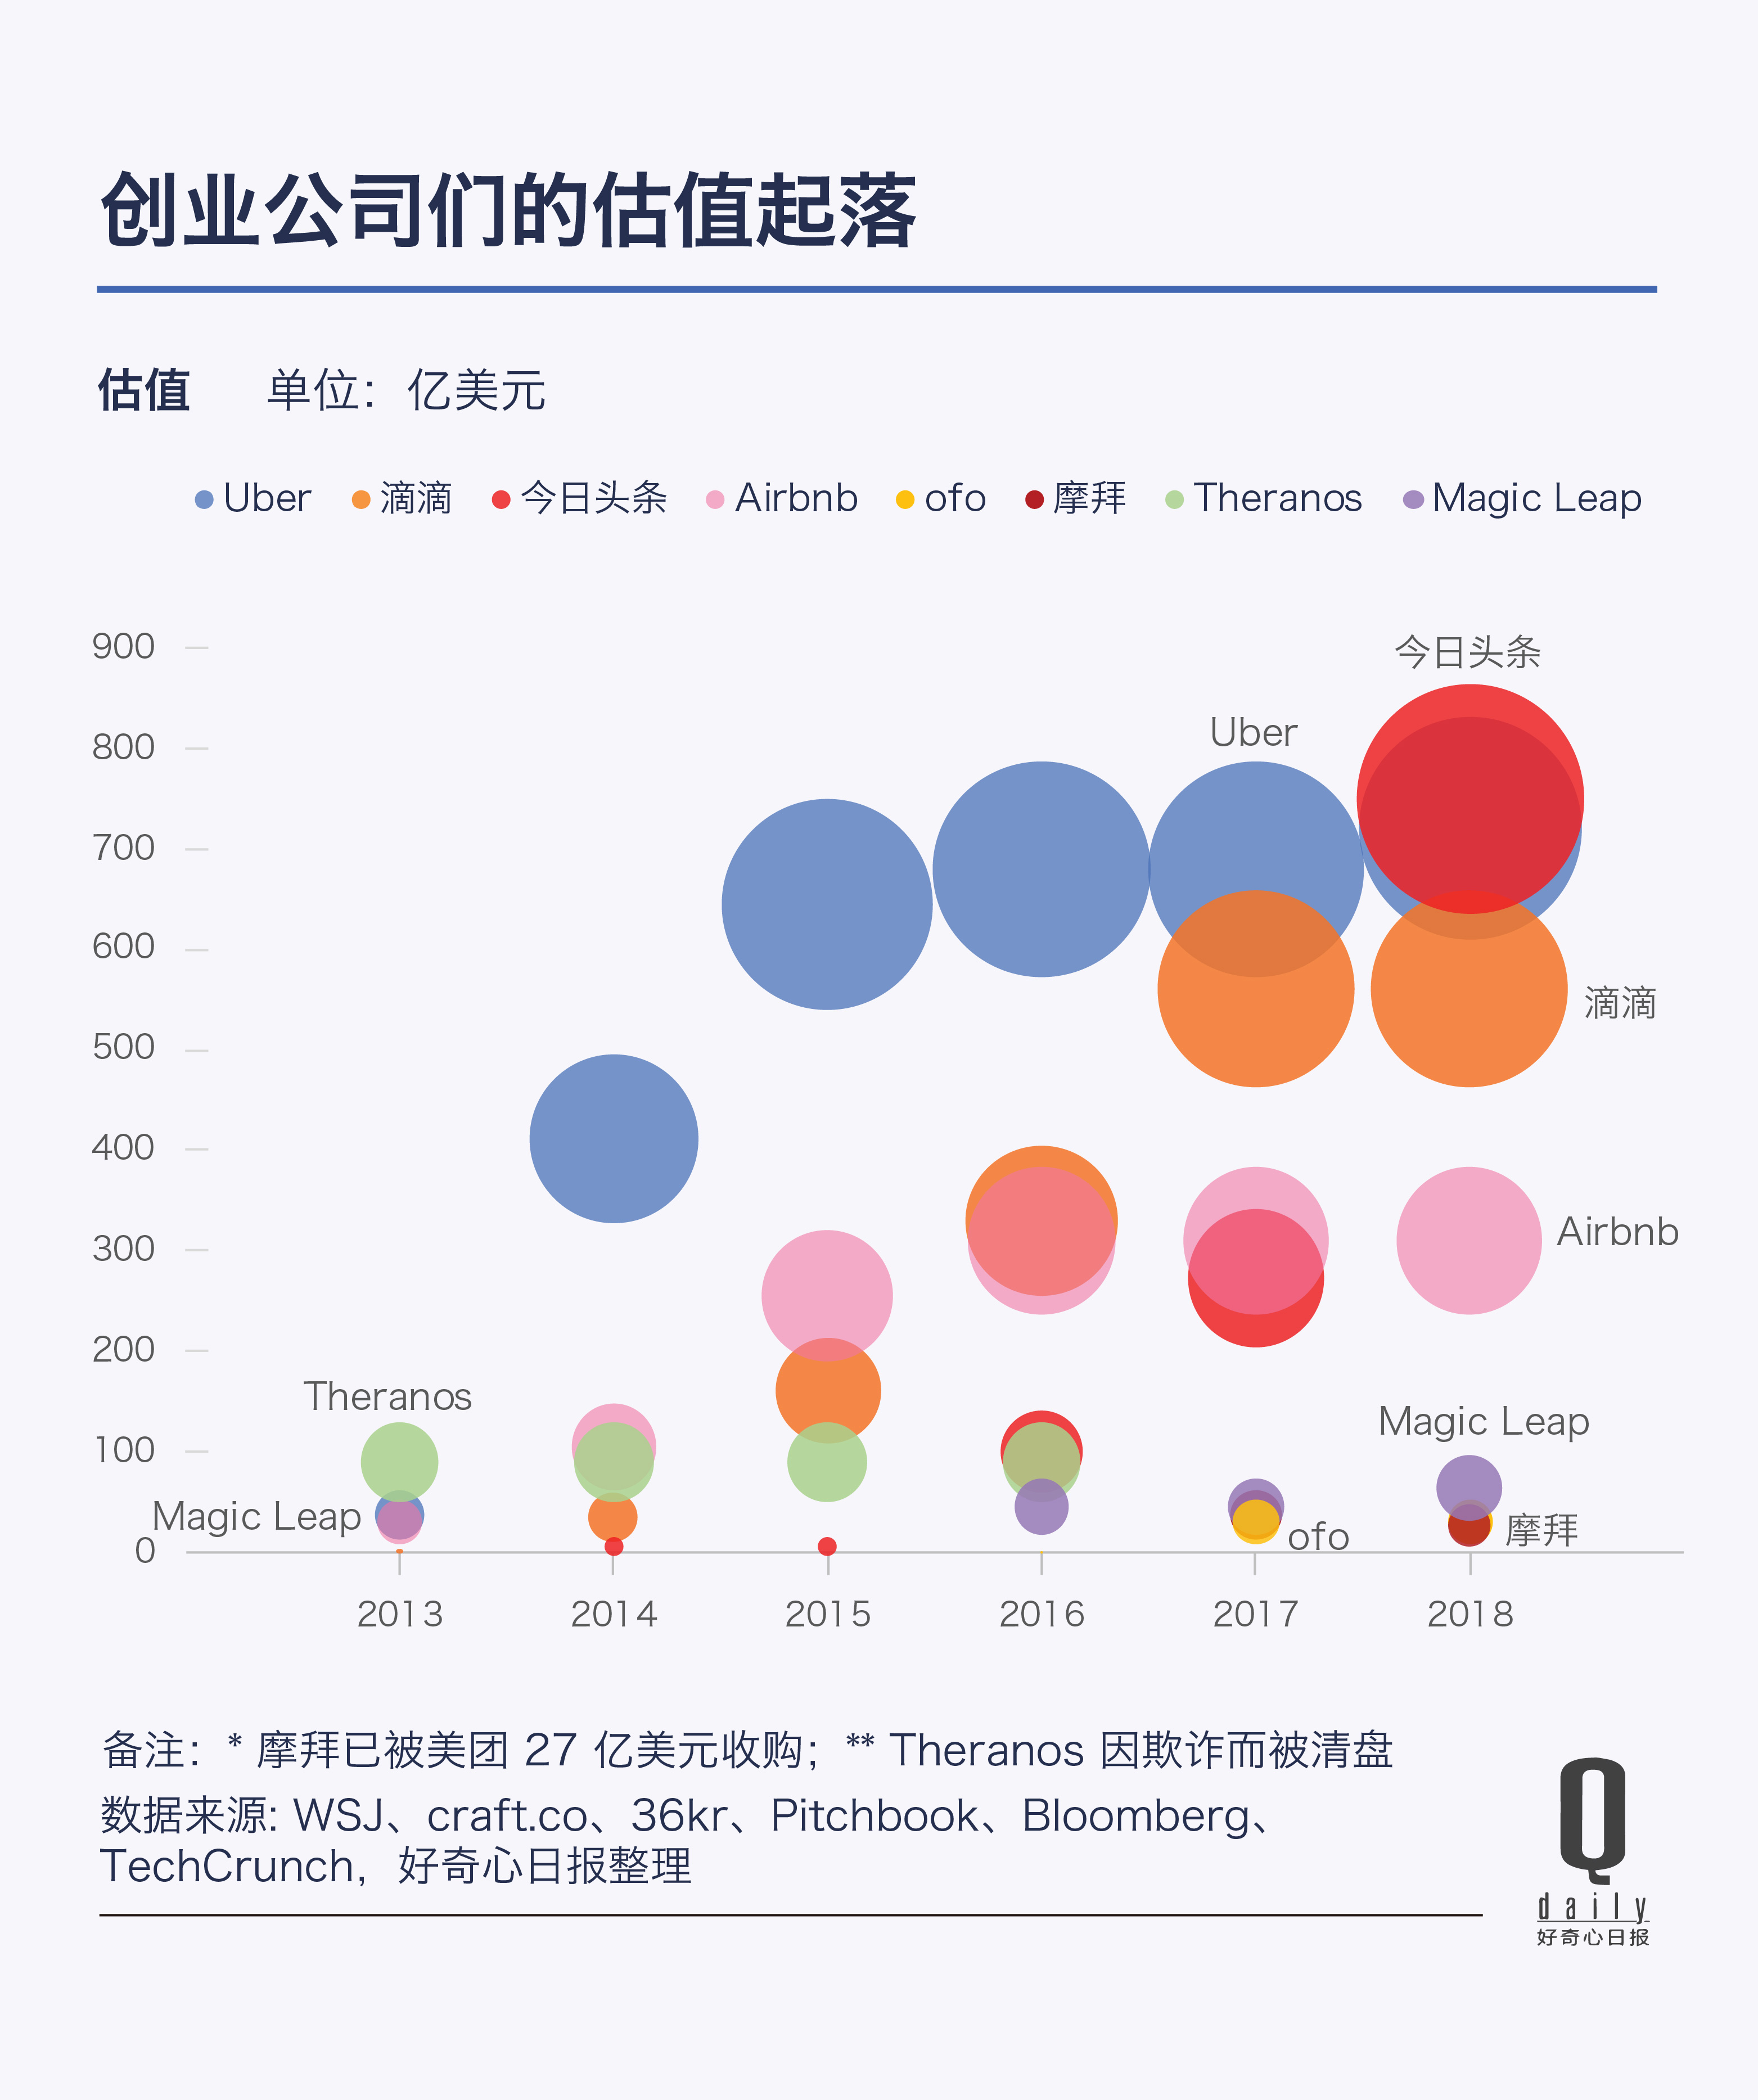 创业公司们的估值起落
估值 单位：亿美元
Uber 滴滴 今日头条 Airbnb ofo 摩拜 Theranos Magic Leap
900
今日头条
800
Uber
700
600
滴滴
500
400
300
Airbnb
200
Theranos
Magic Leap
100
Magic Leap
摩拜
ofo
0
2013 2014 2015 2016 2017 2018
备注：* 摩拜已被美团 27 亿美元收购；** Theranos 因欺诈而被清盘
数据来源: WSJ、craft.co、36kr、Pitchbook、Bloomberg、
TechCrunch，好奇心日报整理
Q
daily
好奇心日报